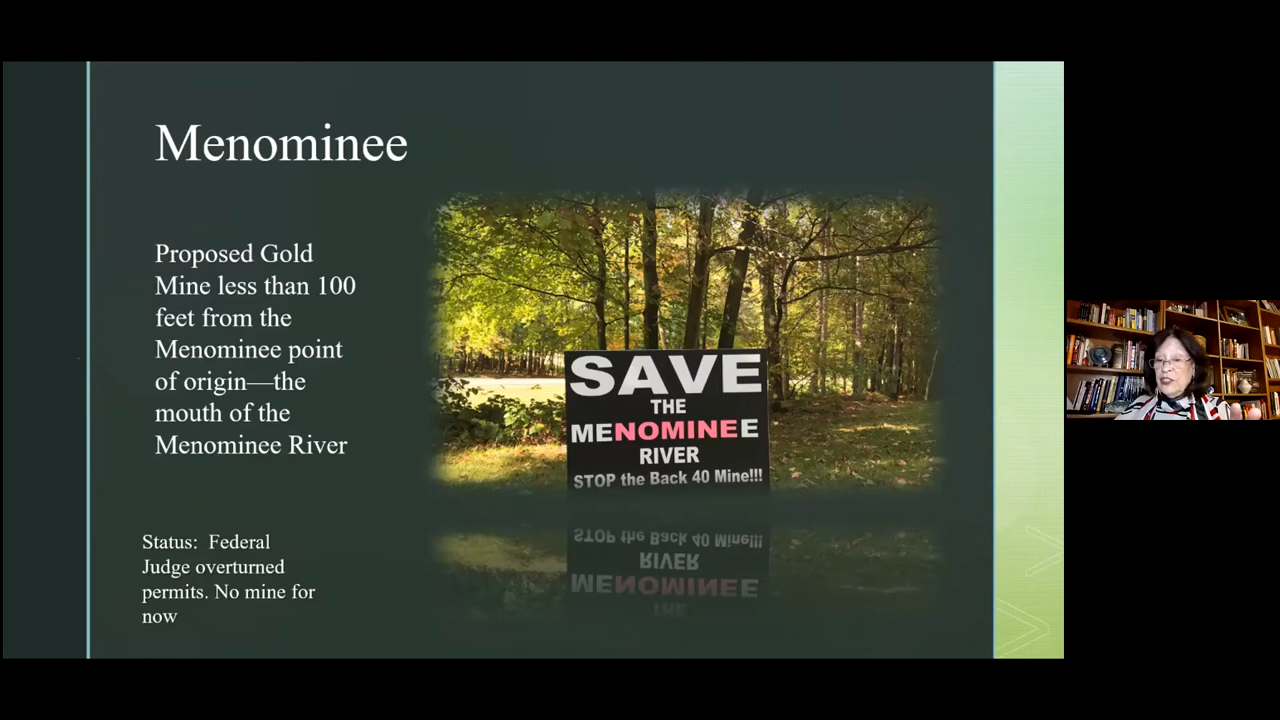 Menominee
Proposed Gold
Mine less than 100
feet from the
Menominee point
of origin—the
mouth of the
Menominee River
Status:  Federal
Judge overturned
permits. No mine for
now
SAVE
THE
MENOMINEE
RIVER
STOP the Back 40 Mine!!!